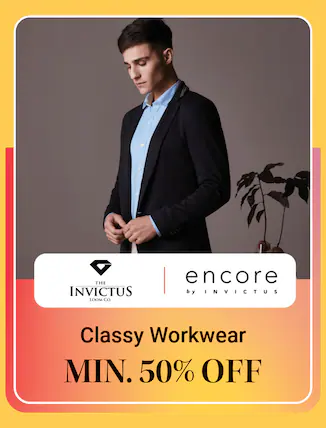 THE
INVICTUS
LOOM CO.
encore
by INVICTUS
Classy Workwear
MIN. 50% OFF